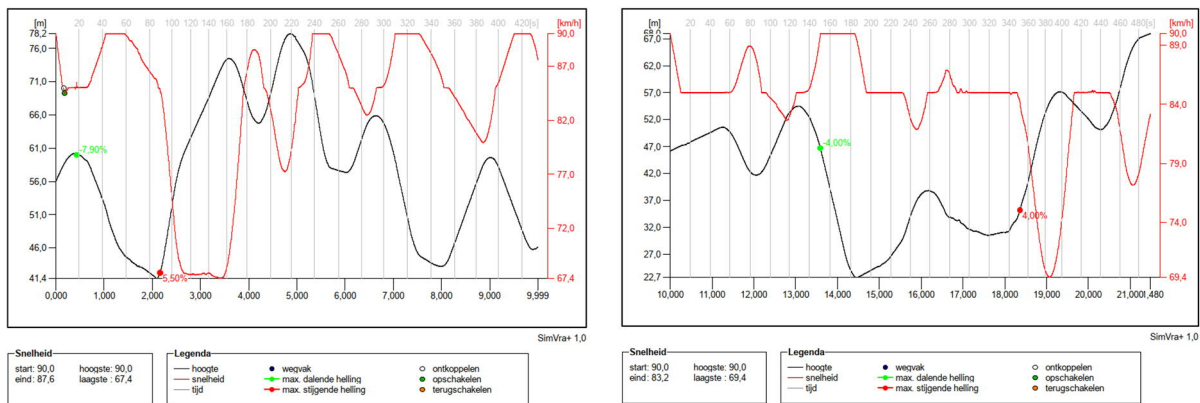 [m] 20 40 60 80 100 120 140 160 180 200 220 240 260 280 300 320 340 360 380 400 420[s] [km/h]
78,2 90,0
76,0
87,0
71,0
82,0
66,0
-7,90%
61,0
77,0
56,0
51,0
72,0
46,0
5,50%
41,4 67,4
0,000 1,000 2,000 3,000 4,000 5,000 6,000 7,000 8,000 9,000 9,999
SimVra+ 1,0
Snelheid
start: 90,0 hoogste: 90,0
eind: 87,6 laagste : 67,4
Legenda
hoogte wegvak ontkoppelen
snelheid max. dalende helling opschakelen
tijd max. stijgende helling terugschakelen
[m] 20 40 60 80 100 120 140 160 180 200 220 240 260 280 300 320 340 360 380 400 420 440 460 480[s] [km/h]
68,0 90,0
67,0 89,0
62,0
57,0
84,0
52,0
47,0 -4,00%
79,0
42,0
37,0
4,00%
32,0 74,0
27,0
22,7 69,4
10,000 11,000 12,000 13,000 14,000 15,000 16,000 17,000 18,000 19,000 20,000 21,000 1,480
SimVra+ 1,0
Snelheid
start: 90,0 hoogste: 90,0
eind: 83,2 laagste : 69,4
Legenda
hoogte wegvak ontkoppelen
snelheid max. dalende helling opschakelen
tijd max. stijgende helling terugschakelen